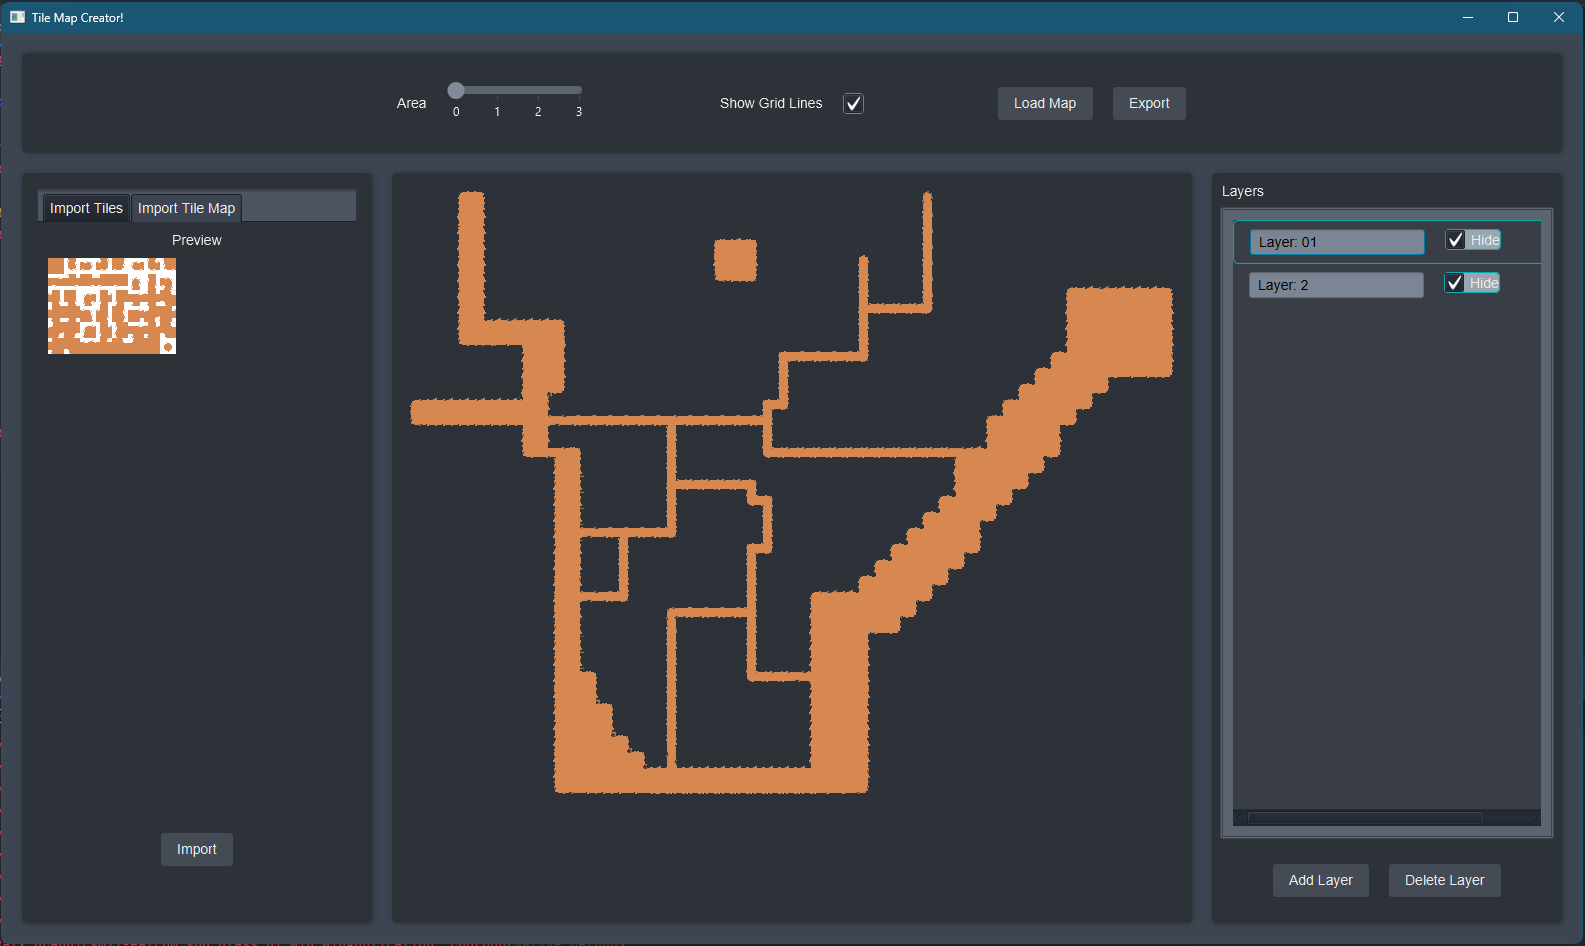 Tile Map Creator!
Area
0 1 2 3
Show Grid Lines
Load Map
Export
Import Tiles
Import Tile Map
Preview
Import
Layers
Layer: 01
Hide
Layer: 2
Hide
Add Layer
Delete Layer